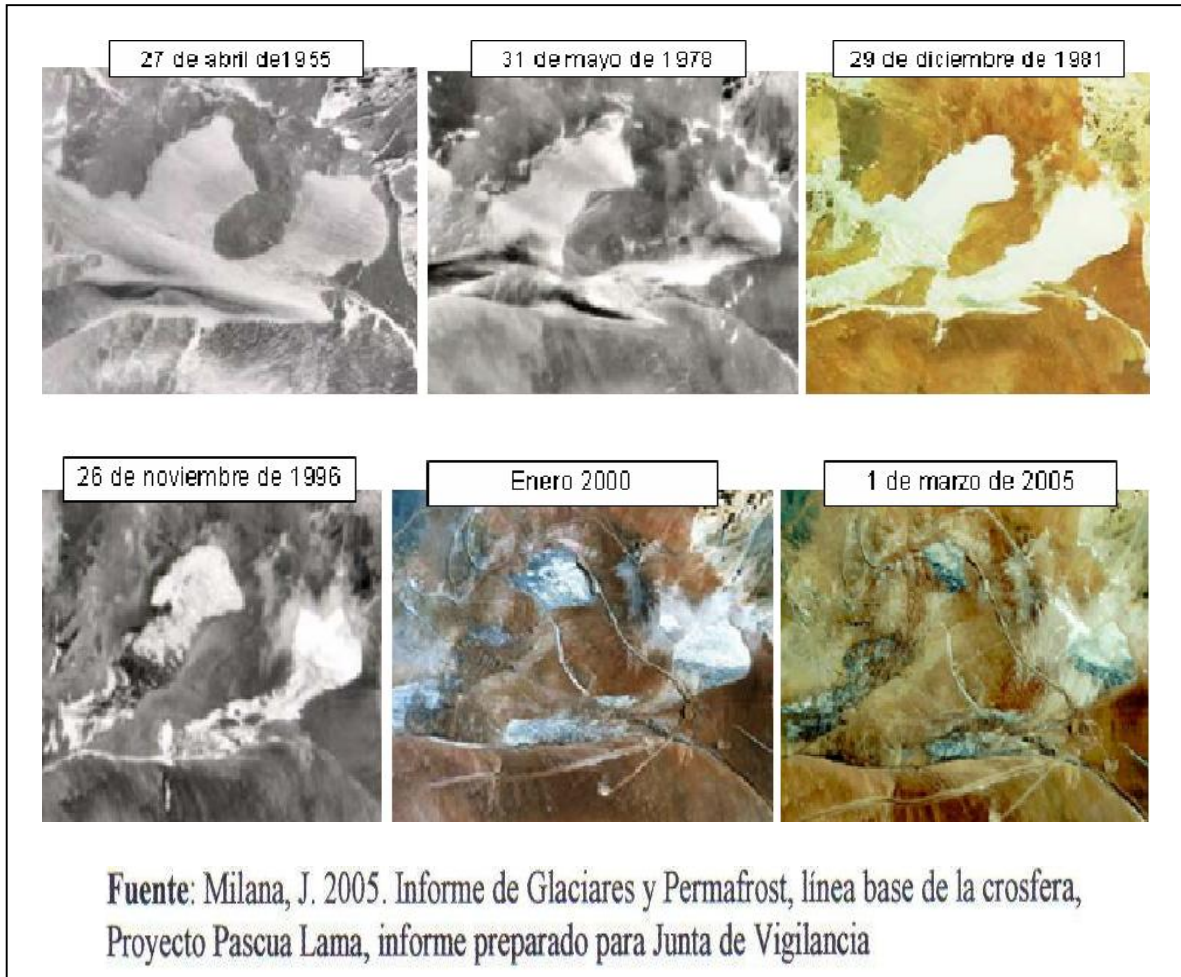 27 de abril de1955
31 de mayo de 1978
29 de diciembre de 1981
26 de noviembre de 1996
Enero 2000
1 de marzo de 2005
Fuente: Milana, J. 2005. Informe de Glaciares y Permafrost, línea base de la crosfera,
Proyecto Pascua Lama, informe preparado para Junta de Vigilancia